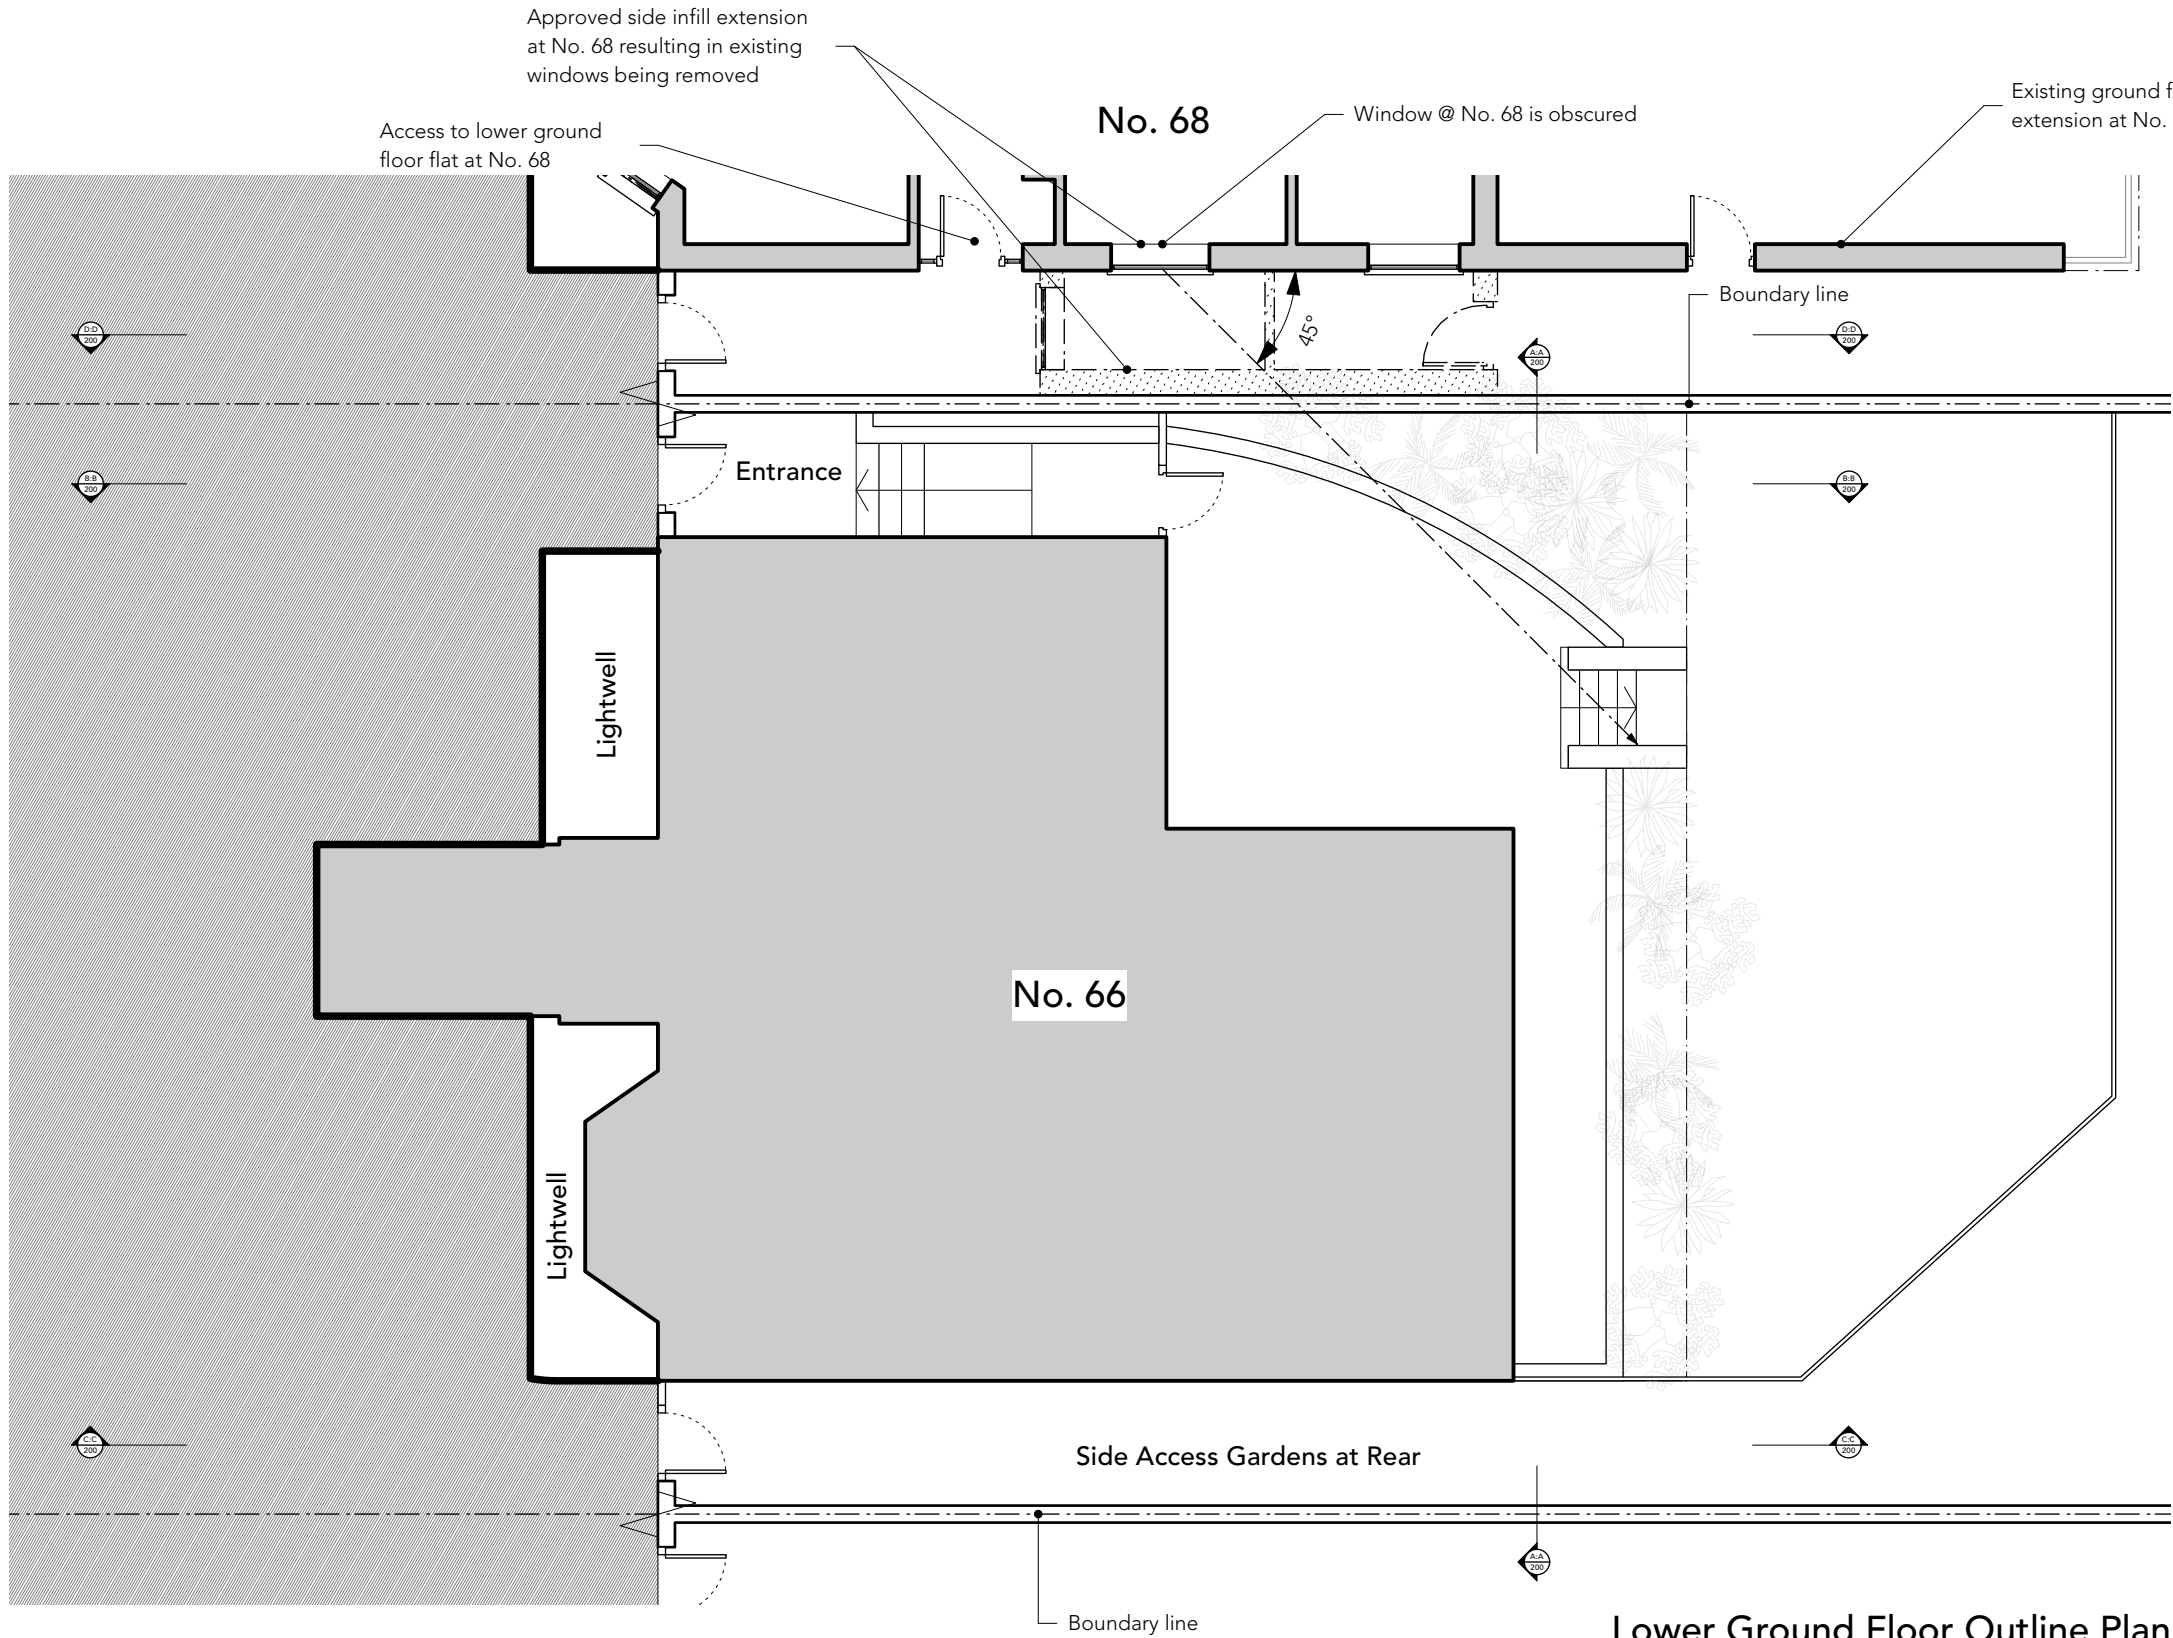 Approved side infill extension
at No. 68 resulting in existing
windows being removed
Existing ground f
extension at No.
No. 68
Window @ No. 68 is obscured
Access to lower ground
floor flat at No. 68
Boundary line
D:D
200
D:D
200
45°
A:A
200
Entrance
B:B
200
B:B
200
Lightwell
No. 66
Lightwell
C:C
200
C:C
200
Side Access Gardens at Rear
A:A
200
Boundary line
Lower Ground Floor Outline Plan